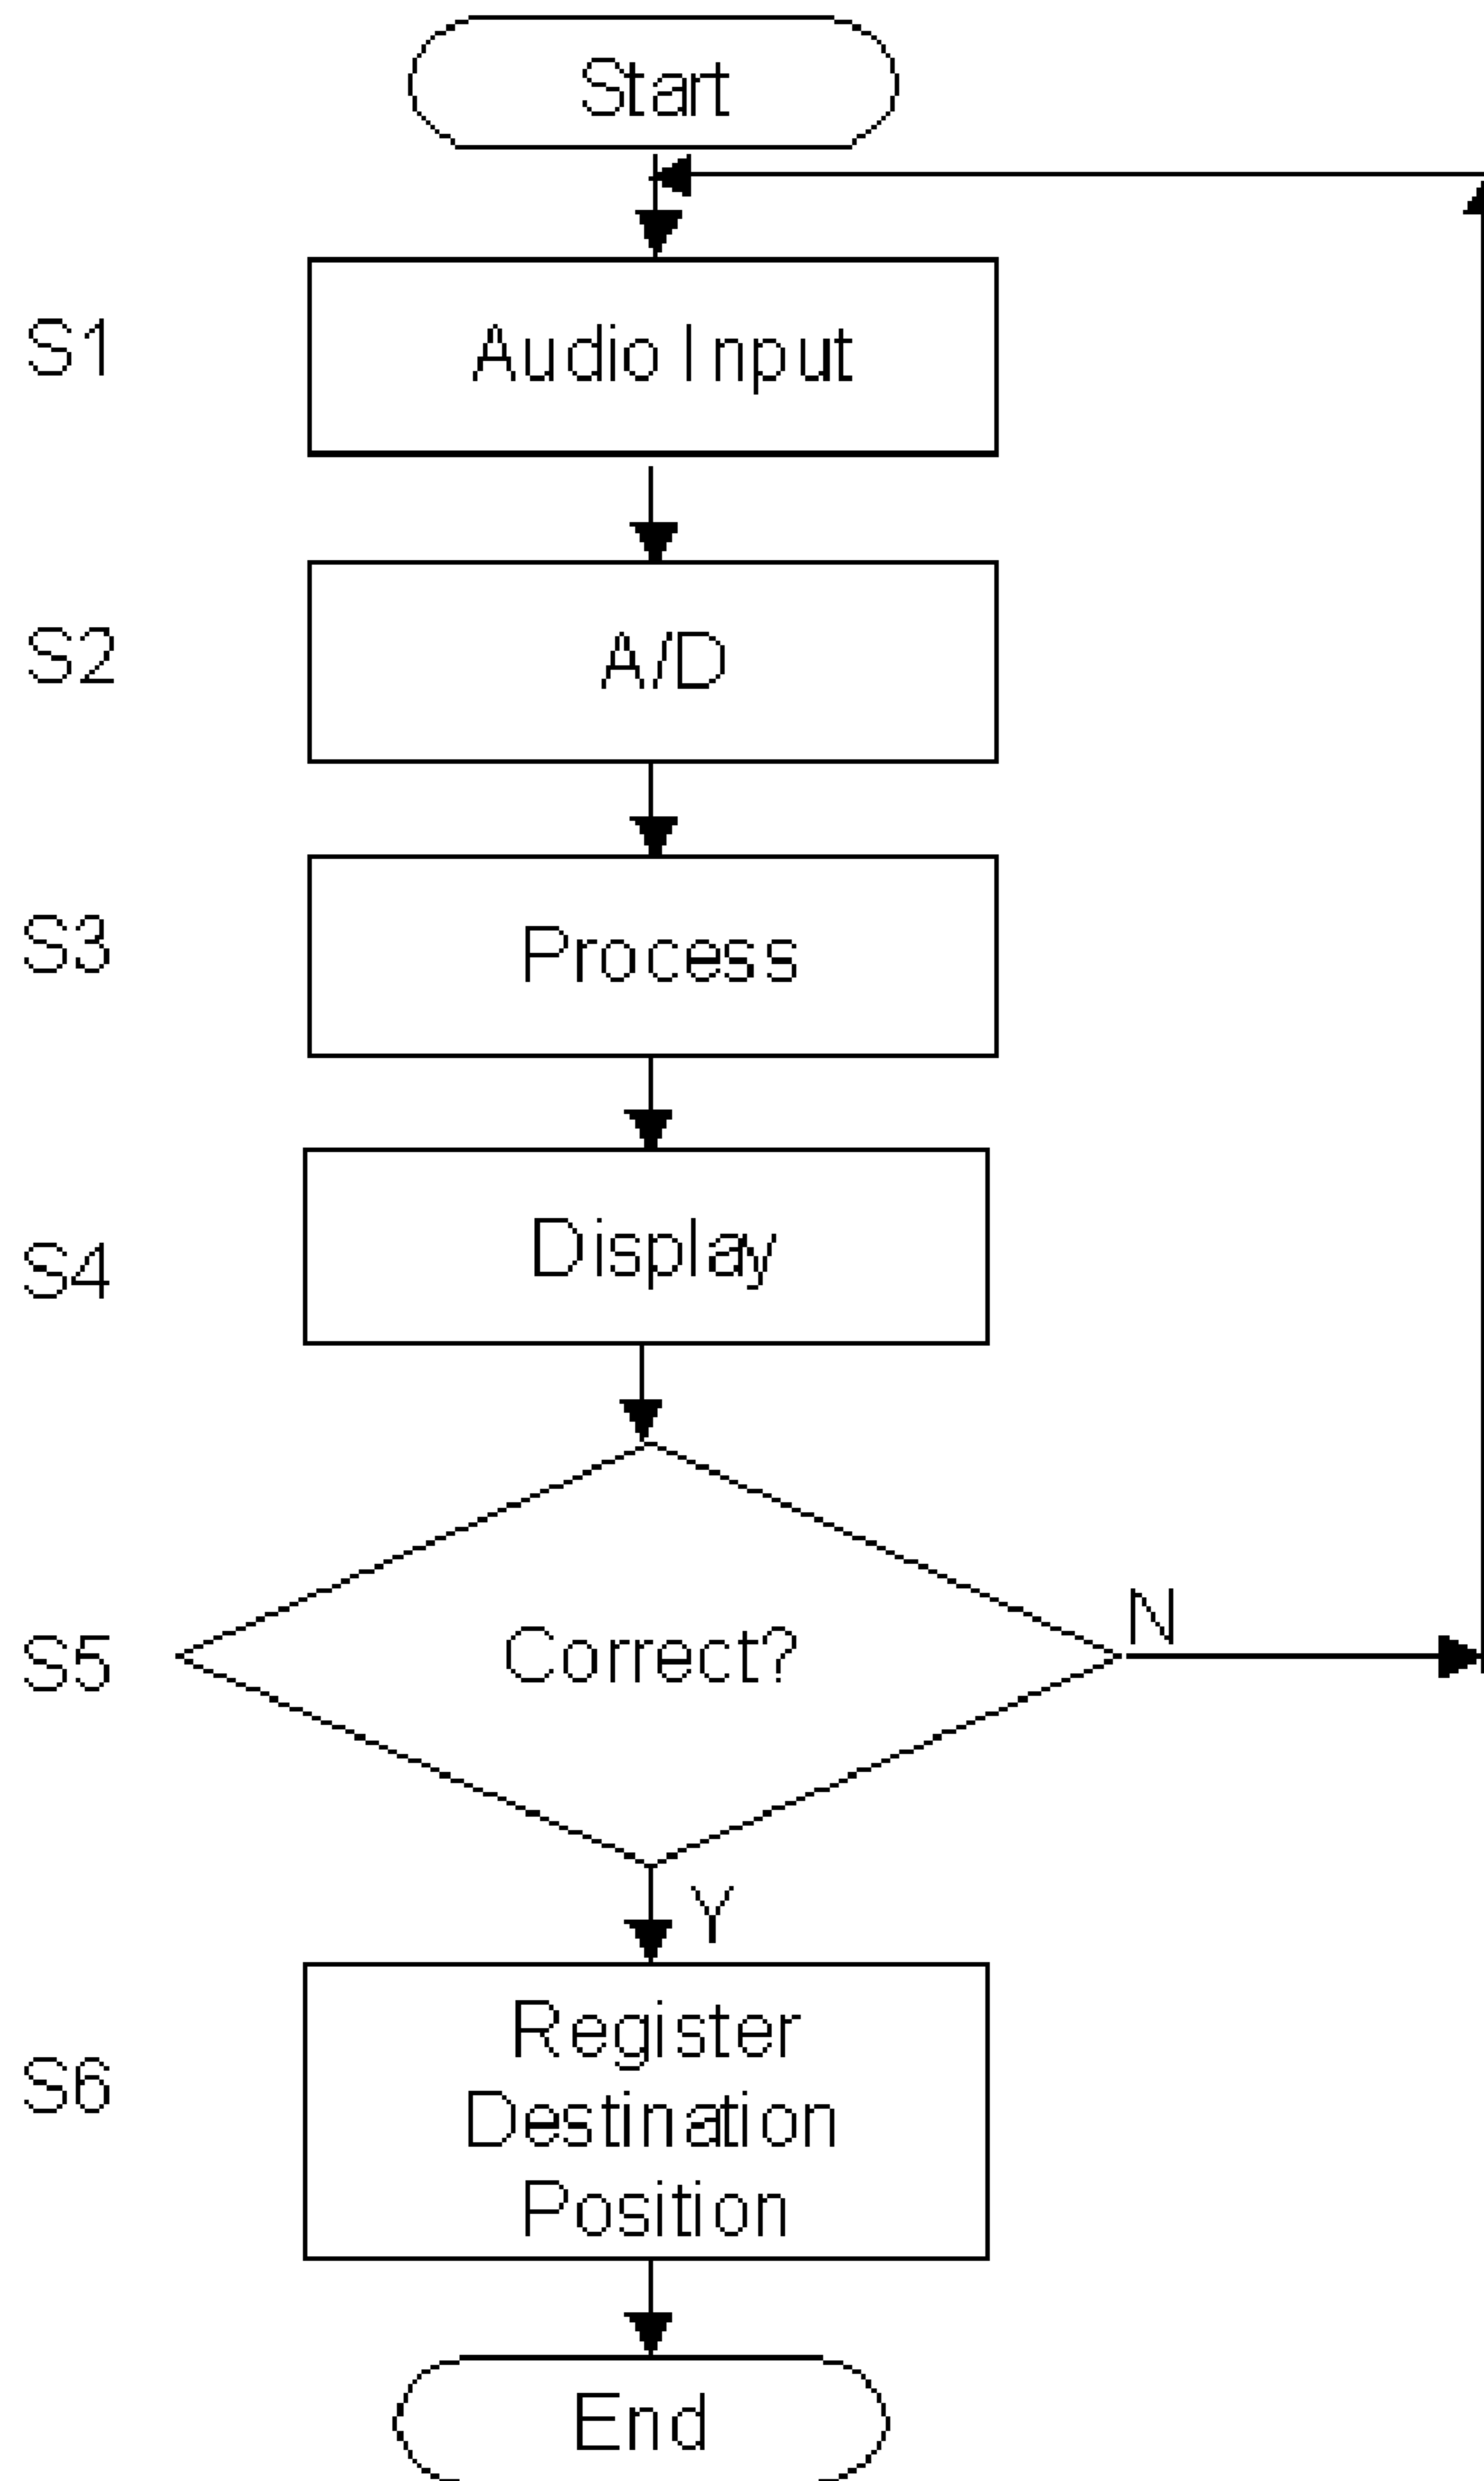 Start
S1
Audio Input
S2
A/D
S3
Process
S4
Display
S5
Correct?
N
Y
S6
Register
Destination
Position
End